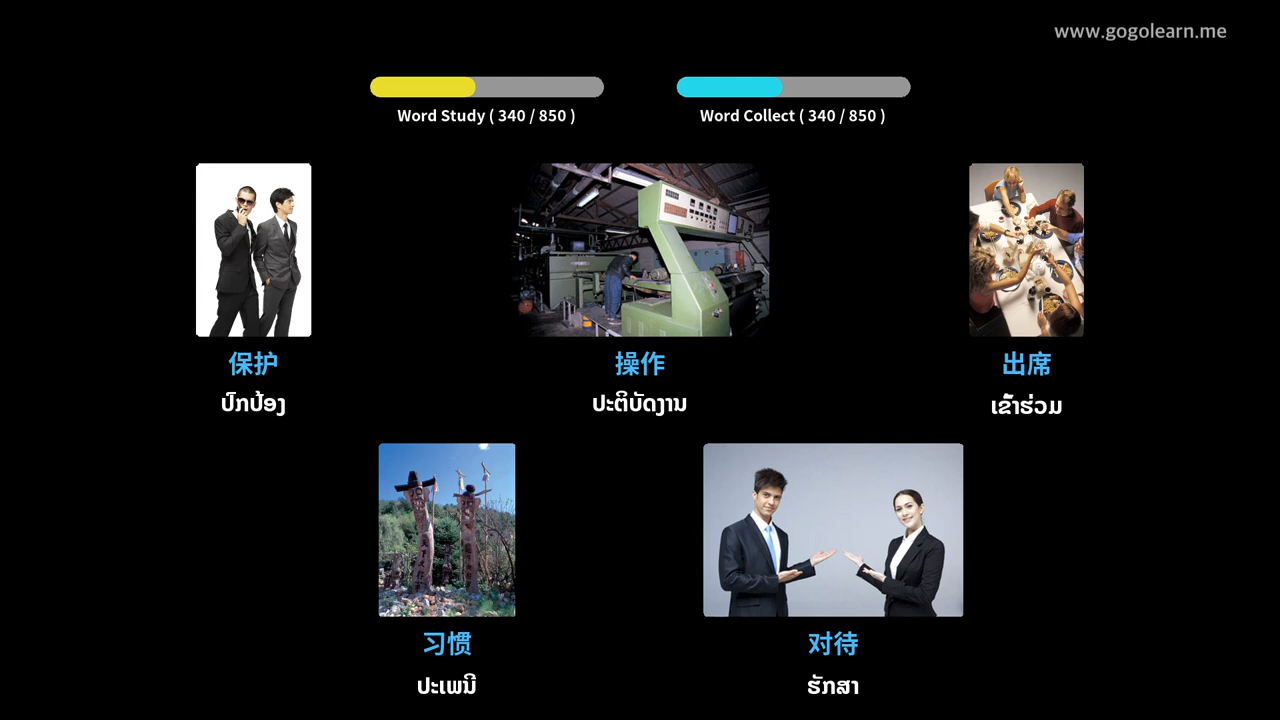 www.gogolearn.me
Word Study ( 340 / 850 )
Word Collect ( 340 / 850 )
保护
ປົກປ້ອງ
操作
ປະຕິບັດງານ
出席
ເຂົ້າຮ່ວມ
习惯
ປະເພນີ
对待
ຮັກສາ